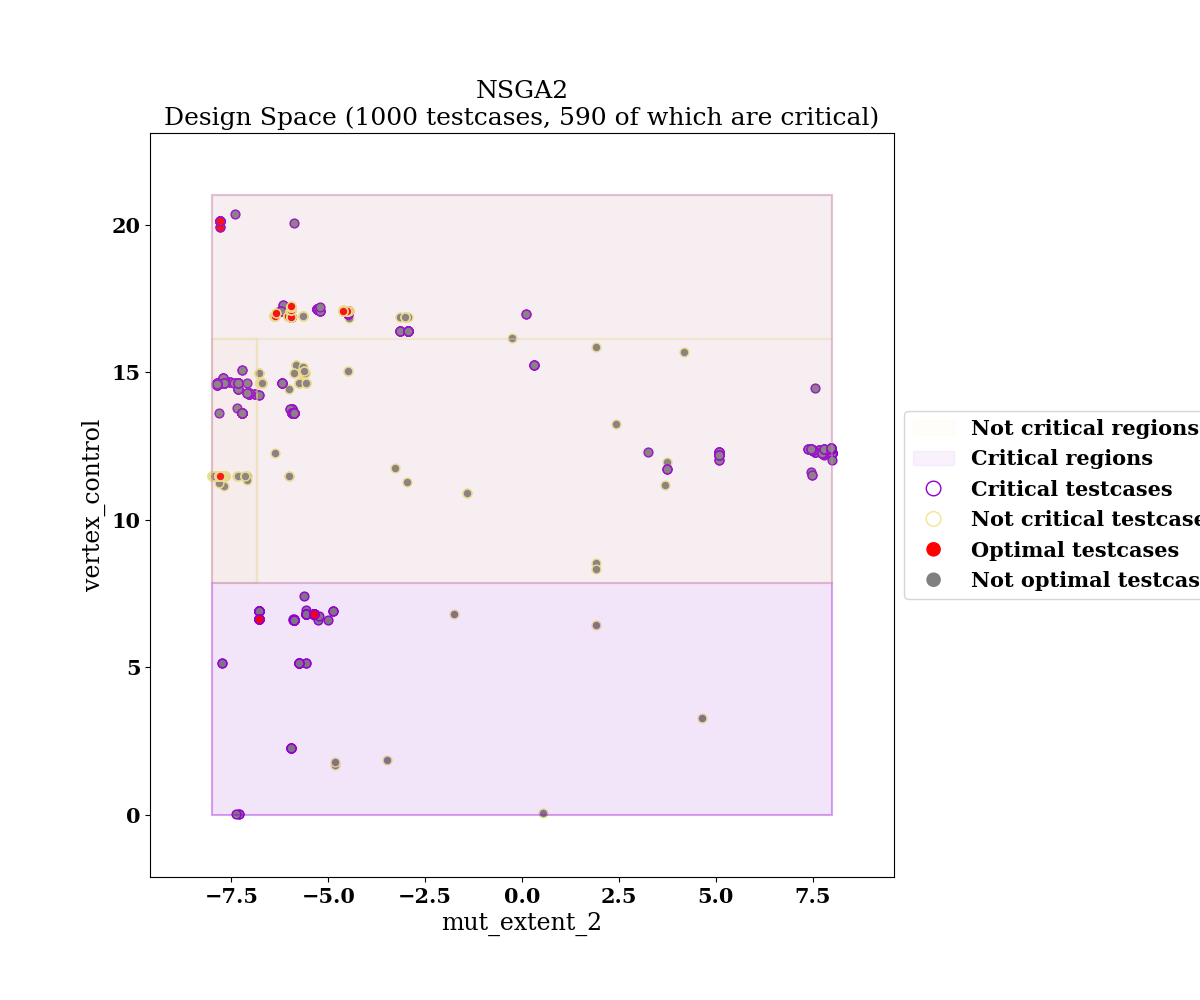 NSGA2
Design Space (1000 testcases, 590 of which are critical)
vertex_control
20
15
10
5
0
−7.5 −5.0 −2.5 0.0 2.5 5.0 7.5
mut_extent_2
Not critical regions
Critical regions
Critical testcases
Not critical testcase
Optimal testcases
Not optimal testcas